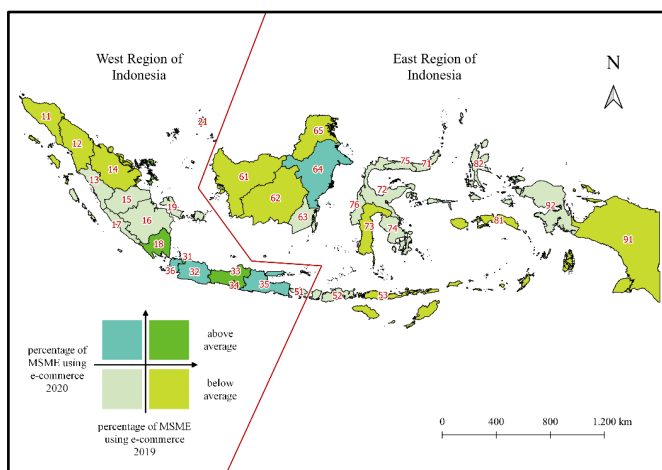 West Region of
Indonesia
East Region of
Indonesia
N
11
12
14
13
15
16
17
19
18
21
31
36
32
33
34
35
51
52
53
61
62
63
64
65
75
71
72
76
73
74
82
81
92
91
percentage of
MSME using
e-commerce
2020
above
average
below
average
percentage of MSME
using e-commerce
2019
0
600
1.200 km